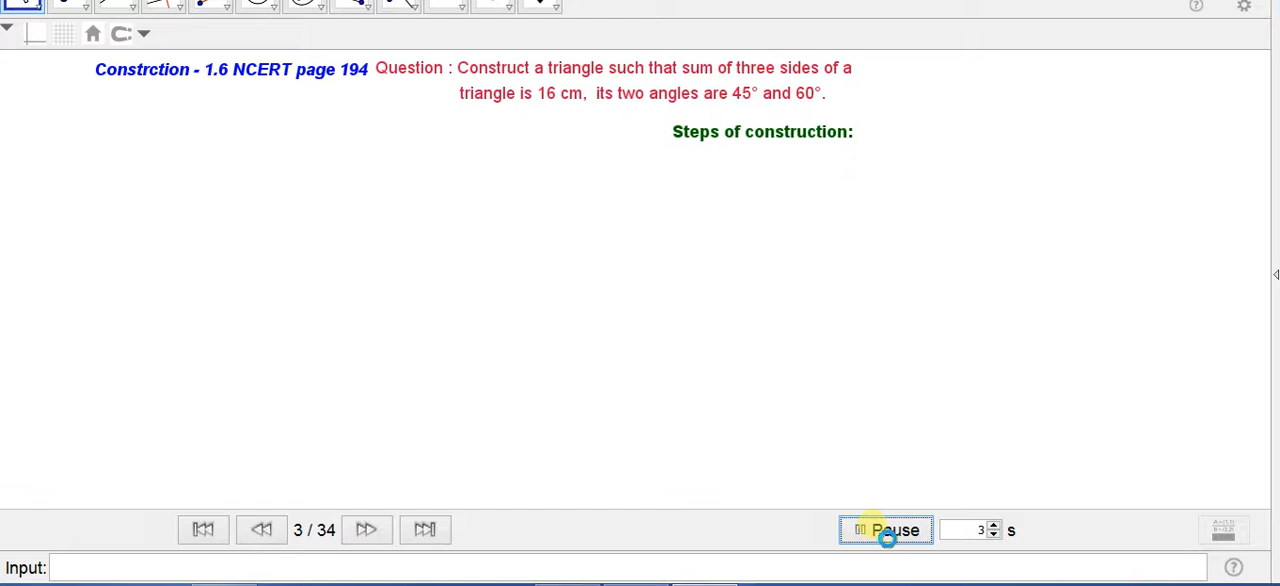 Constrction - 1.6 NCERT page 194 Question : Construct a triangle such that sum of three sides of a
triangle is 16 cm, its two angles are 45° and 60°.
Steps of construction:
3 / 34
Pause
3 s
Input: